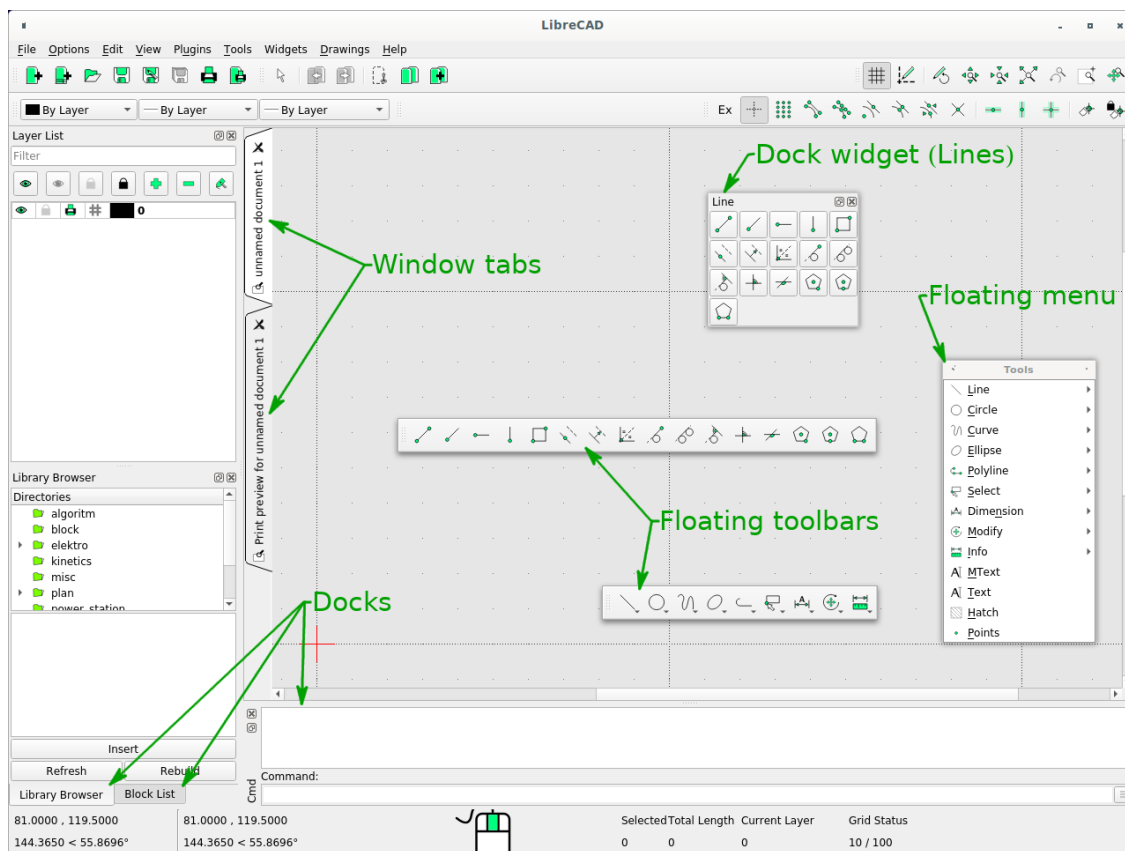 LibreCAD
File Options Edit View Plugins Tools Widgets Drawings Help
By Layer By Layer By Layer
Ex
Layer List
Filter
0
unnamed document 1
Print preview for unnamed document 1
Window tabs
Dock widget (Lines)
Line
Floating menu
Tools
Line
Circle
Curve
Ellipse
Polyline
Select
Dimension
Modify
Info
MText
Text
Hatch
Points
Floating toolbars
Library Browser
Directories
algoritm
block
elektro
kinetics
misc
plan
power_station
Docks
Insert
Refresh Rebuild
Library Browser Block List
Cmd
Command:
81.0000 , 119.5000 81.0000 , 119.5000 Selected Total Length Current Layer Grid Status
144.3650 < 55.8696° 144.3650 < 55.8696° 0 0 0 10 / 100